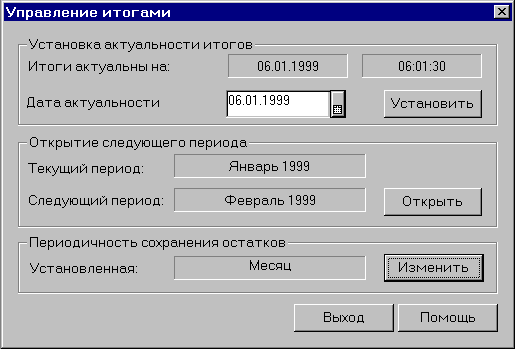 Управление итогами
Установка актуальности итогов
Итоги актуальны на: 06.01.1999 06:01:30
Дата актуальности 06.01.1999 Установить
Открытие следующего периода
Текущий период: Январь 1999
Следующий период: Февраль 1999 Открыть
Периодичность сохранения остатков
Установленная: Месяц Изменить
Выход Помощь